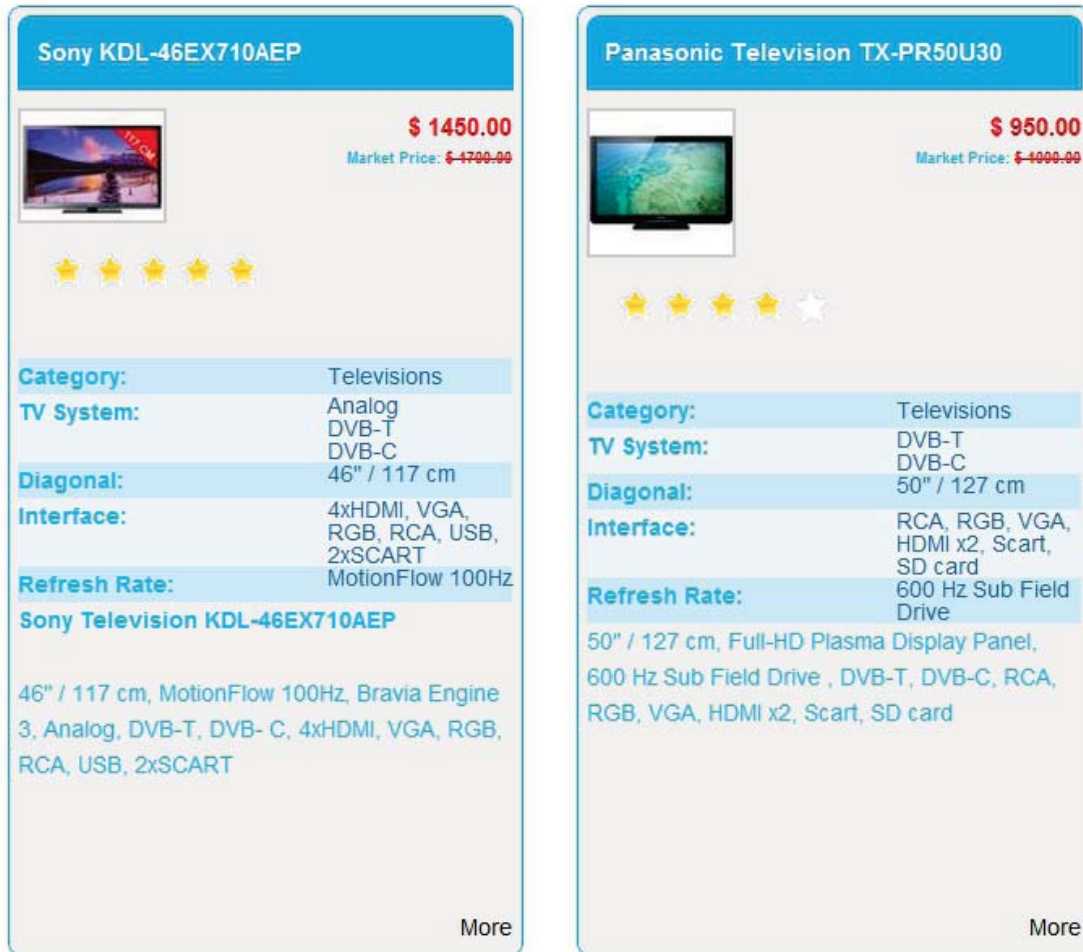 Sony KDL-46EX710AEP
117 CM
$ 1450.00
Market Price: $ 1700.00
Category: Televisions
TV System: Analog
DVB-T
DVB-C
Diagonal: 46" / 117 cm
Interface: 4xHDMI, VGA,
RGB, RCA, USB,
2xSCART
Refresh Rate: MotionFlow 100Hz
Sony Television KDL-46EX710AEP
46" / 117 cm, MotionFlow 100Hz, Bravia Engine
3, Analog, DVB-T, DVB- C, 4xHDMI, VGA, RGB,
RCA, USB, 2xSCART
More
Panasonic Television TX-PR50U30
$ 950.00
Market Price: $ 1000.00
Category: Televisions
TV System: DVB-T
DVB-C
Diagonal: 50" / 127 cm
Interface: RCA, RGB, VGA,
HDMI x2, Scart,
SD card
Refresh Rate: 600 Hz Sub Field
Drive
50" / 127 cm, Full-HD Plasma Display Panel,
600 Hz Sub Field Drive , DVB-T, DVB-C, RCA,
RGB, VGA, HDMI x2, Scart, SD card
More